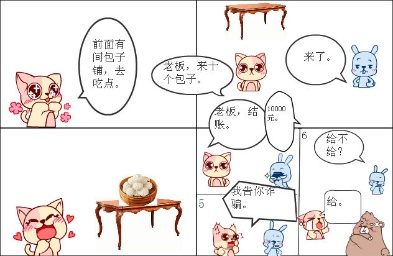 前面有
间包子
铺，去
吃点。
老板，来十
个包子。
来了。
老板，结
账。
10000
元。
5
我告你诈
骗。
6
给不
给？
给。